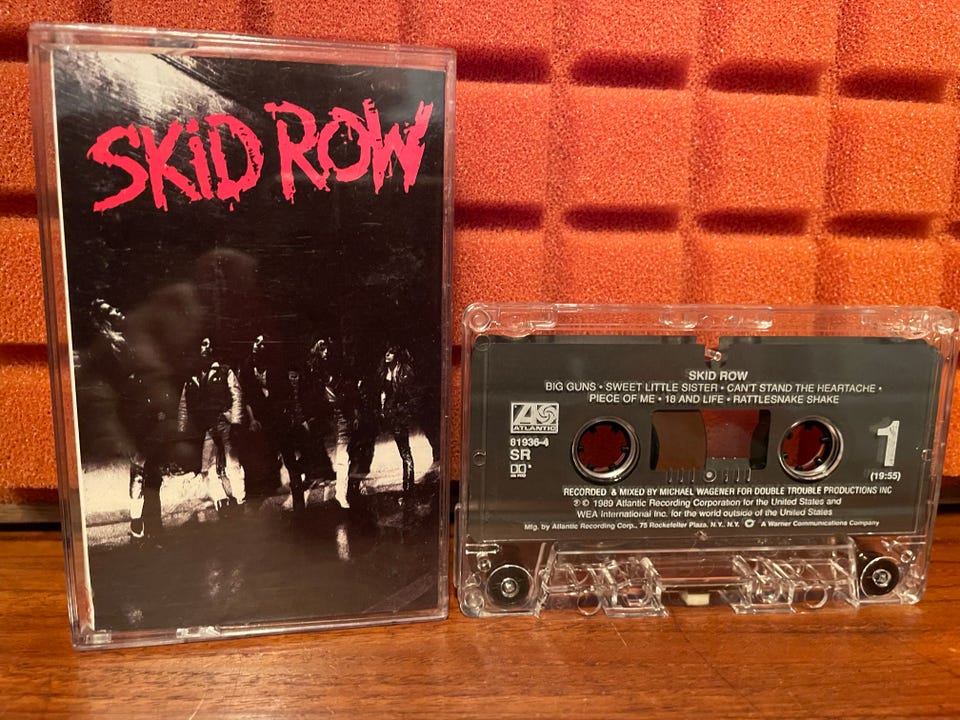 SKiD ROW
SKID ROW
BIG GUNS • SWEET LITTLE SISTER • CAN'T STAND THE HEARTACHE •
PIECE OF ME • 18 AND LIFE • RATTLESNAKE SHAKE
ATLANTIC
81936-4
SR
1
(19:55)
RECORDED & MIXED BY MICHAEL WAGENER FOR DOUBLE TROUBLE PRODUCTIONS INC
℗ © 1989 Atlantic Recording Corporation for the United States and
WEA International Inc. for the world outside of the United States
Mfg. by Atlantic Recording Corp., 75 Rockefeller Plaza, N.Y., N.Y. A Warner Communications Company